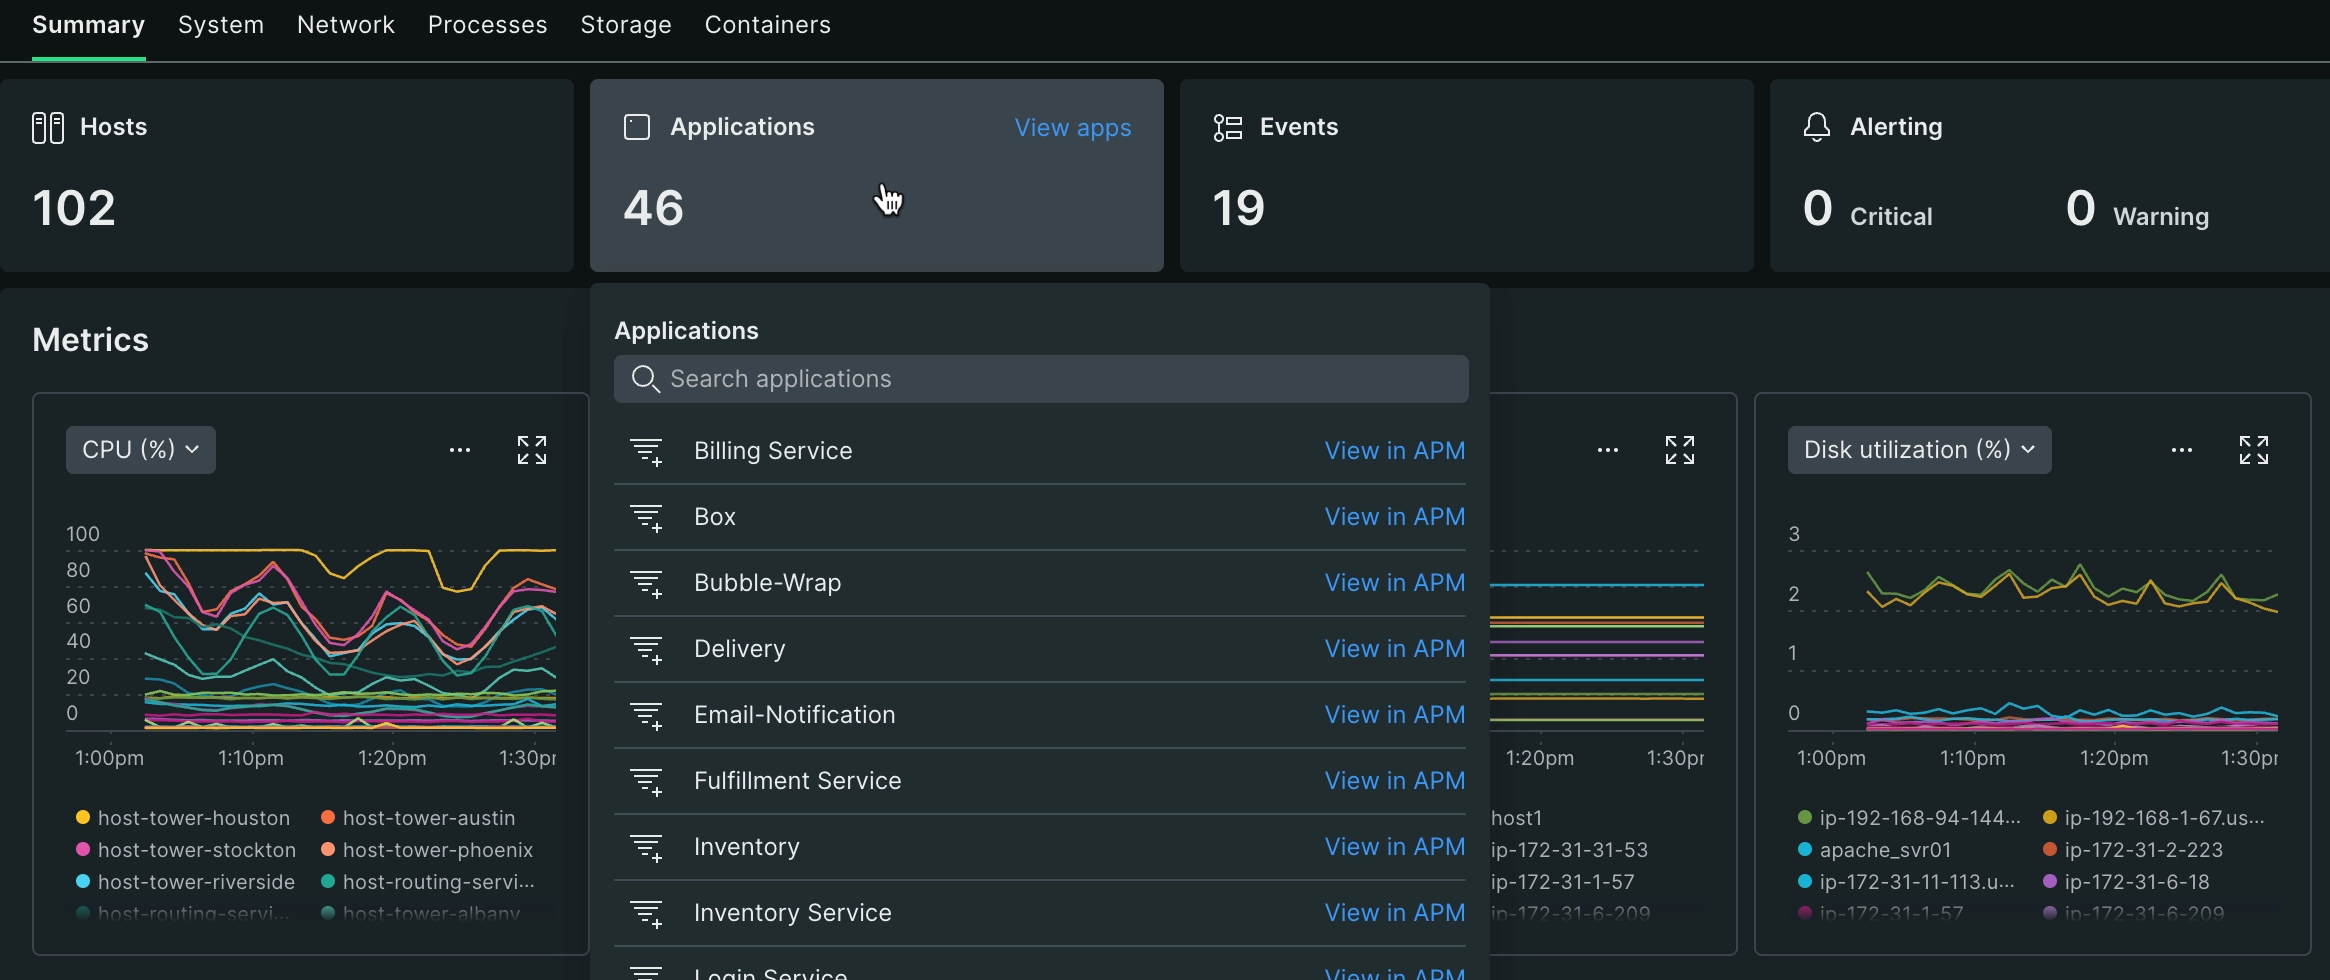 Summary System Network Processes Storage Containers
Hosts
102
Applications View apps
46
Events
19
Alerting
0 Critical 0 Warning
Metrics
CPU (%)
100
80
60
40
20
0
1:00pm 1:10pm 1:20pm 1:30pr
host-tower-houston host-tower-austin
host-tower-stockton host-tower-phoenix
host-tower-riverside host-routing-servi...
host-routing-servi... host-tower-albany
Applications
Search applications
Billing Service View in APM
Box View in APM
Bubble-Wrap View in APM
Delivery View in APM
Email-Notification View in APM
Fulfillment Service View in APM
Inventory View in APM
Inventory Service View in APM
Login Service View in APM
1:20pm 1:30pr
host1
ip-172-31-31-53
ip-172-31-1-57
ip-172-31-6-209
Disk utilization (%)
3
2
1
0
1:00pm 1:10pm 1:20pm 1:30pr
ip-192-168-94-144... ip-192-168-1-67.us...
apache_svr01 ip-172-31-2-223
ip-172-31-11-113.u... ip-172-31-6-18
ip-172-31-1-57 ip-172-31-6-209